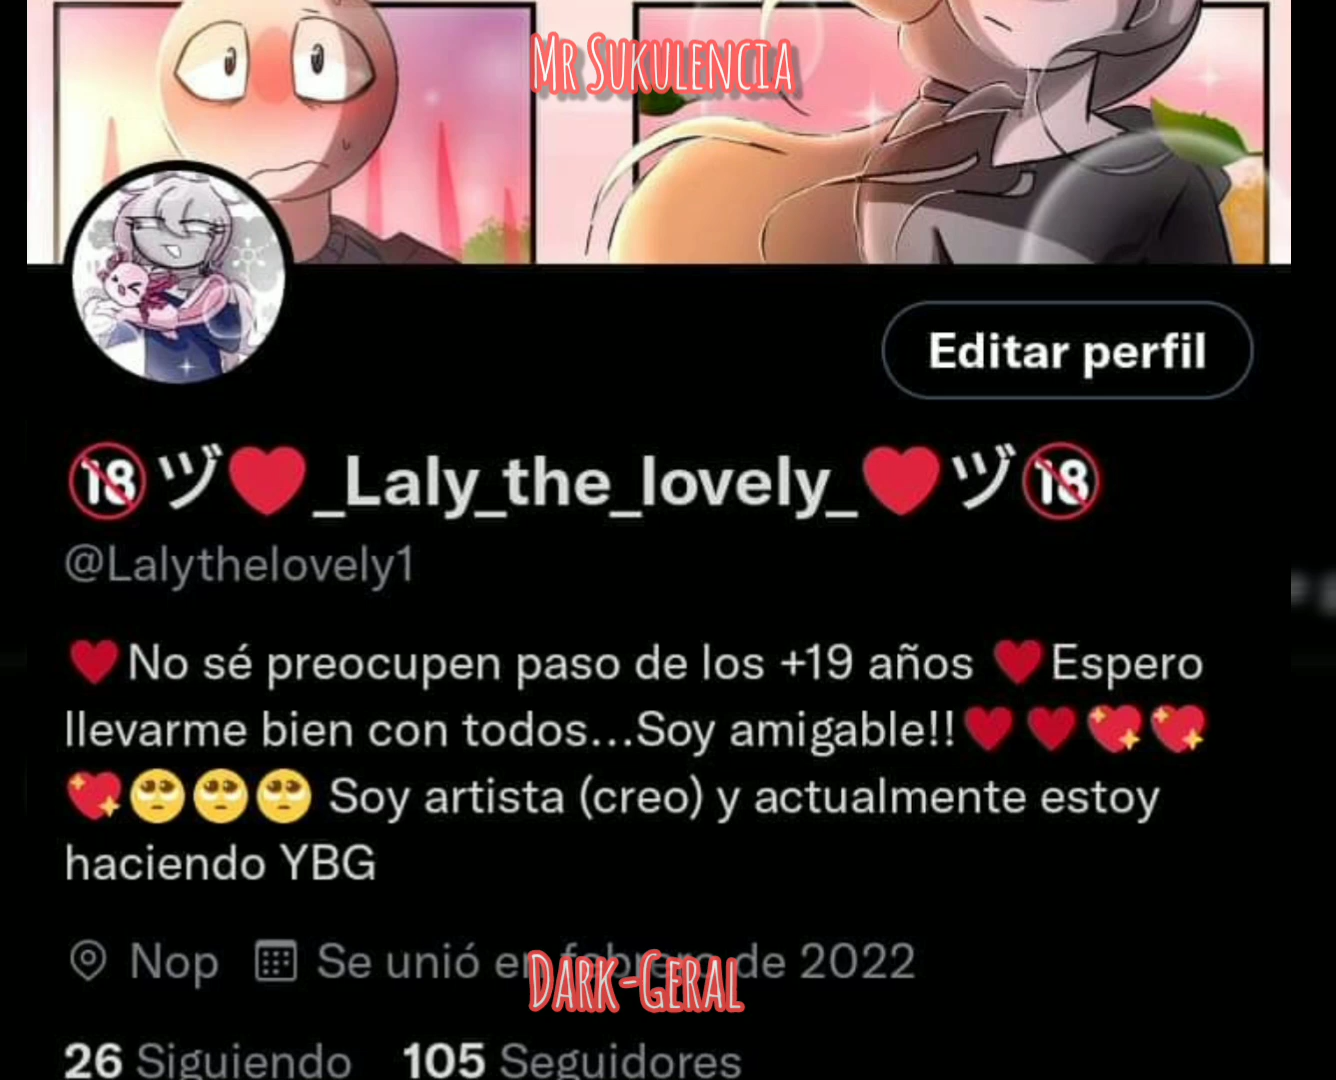 Mr Sukulencia
Editar perfil
🔞ヅ❤️_Laly_the_lovely_❤️ヅ🔞
@Lalythelovely1
♥️No sé preocupen paso de los +19 años ♥️Espero
llevarme bien con todos...Soy amigable!!♥️♥️💖💖
💖🥺🥺🥺 Soy artista (creo) y actualmente estoy
haciendo YBG
Nop Se unió en febrero de 2022
Dark-Geral
26 Siguiendo 105 Seguidores